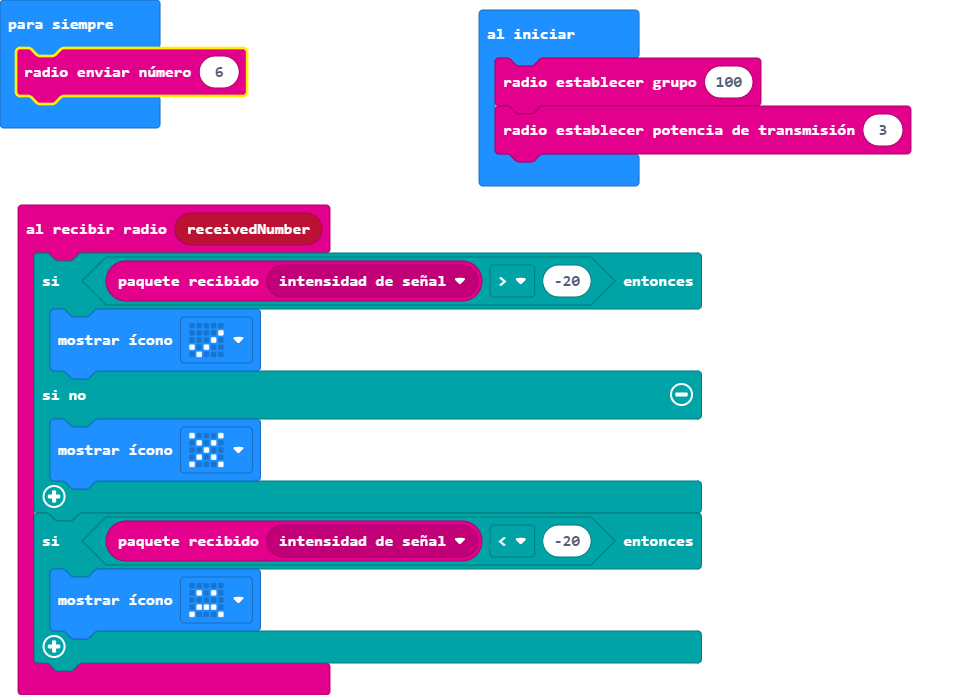 para siempre
radio enviar número 6
al iniciar
radio establecer grupo 100
radio establecer potencia de transmisión 3
al recibir radio receivedNumber
si paquete recibido intensidad de señal > -20 entonces
mostrar ícono
si no
mostrar ícono
si paquete recibido intensidad de señal < -20 entonces
mostrar ícono